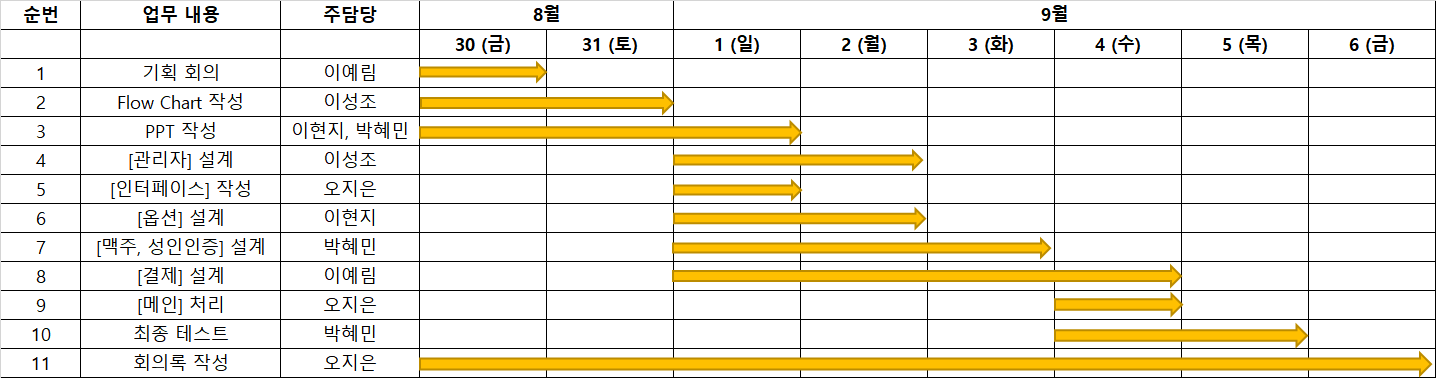 순번 업무 내용 주담당 8월 9월
30 (금) 31 (토) 1 (일) 2 (월) 3 (화) 4 (수) 5 (목) 6 (금)
1 기획 회의 이예림
2 Flow Chart 작성 이성조
3 PPT 작성 이현지, 박혜민
4 [관리자] 설계 이성조
5 [인터페이스] 작성 오지은
6 [옵션] 설계 이현지
7 [맥주, 성인인증] 설계 박혜민
8 [결제] 설계 이예림
9 [메인] 처리 오지은
10 최종 테스트 박혜민
11 회의록 작성 오지은